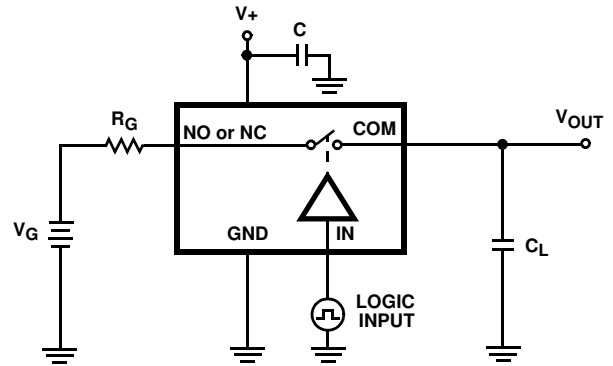 V+
C
RG
NO or NC
COM
VOUT
VG
GND
IN
CL
LOGIC
INPUT